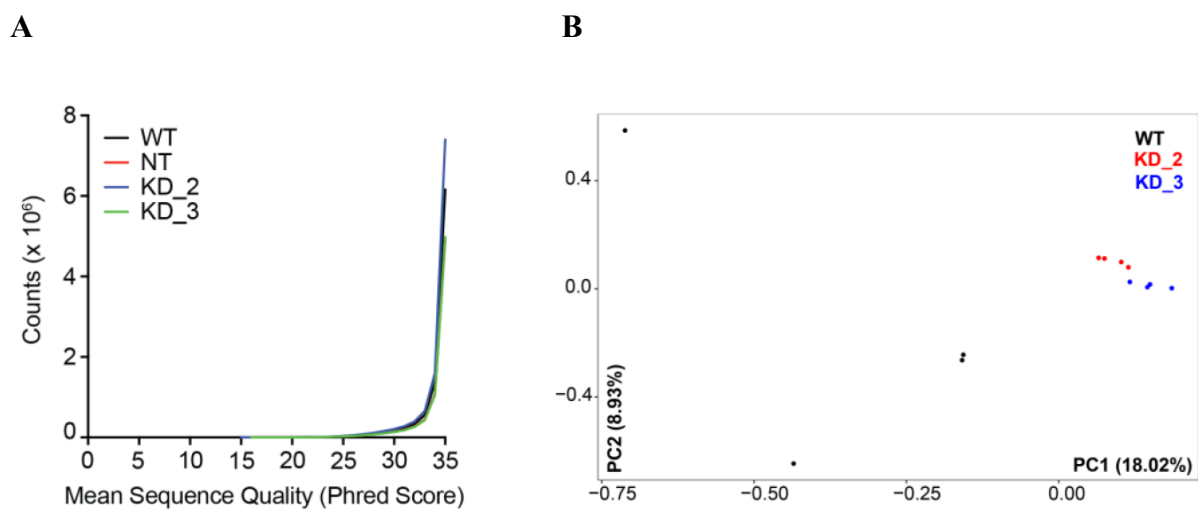 A
B
8
6
4
2
0
Counts (x 10⁶)
WT
NT
KD_2
KD_3
0 5 10 15 20 25 30 35
Mean Sequence Quality (Phred Score)
WT
KD_2
KD_3
0.4
0.0
−0.4
PC2 (8.93%)
PC1 (18.02%)
−0.75 −0.50 −0.25 0.00